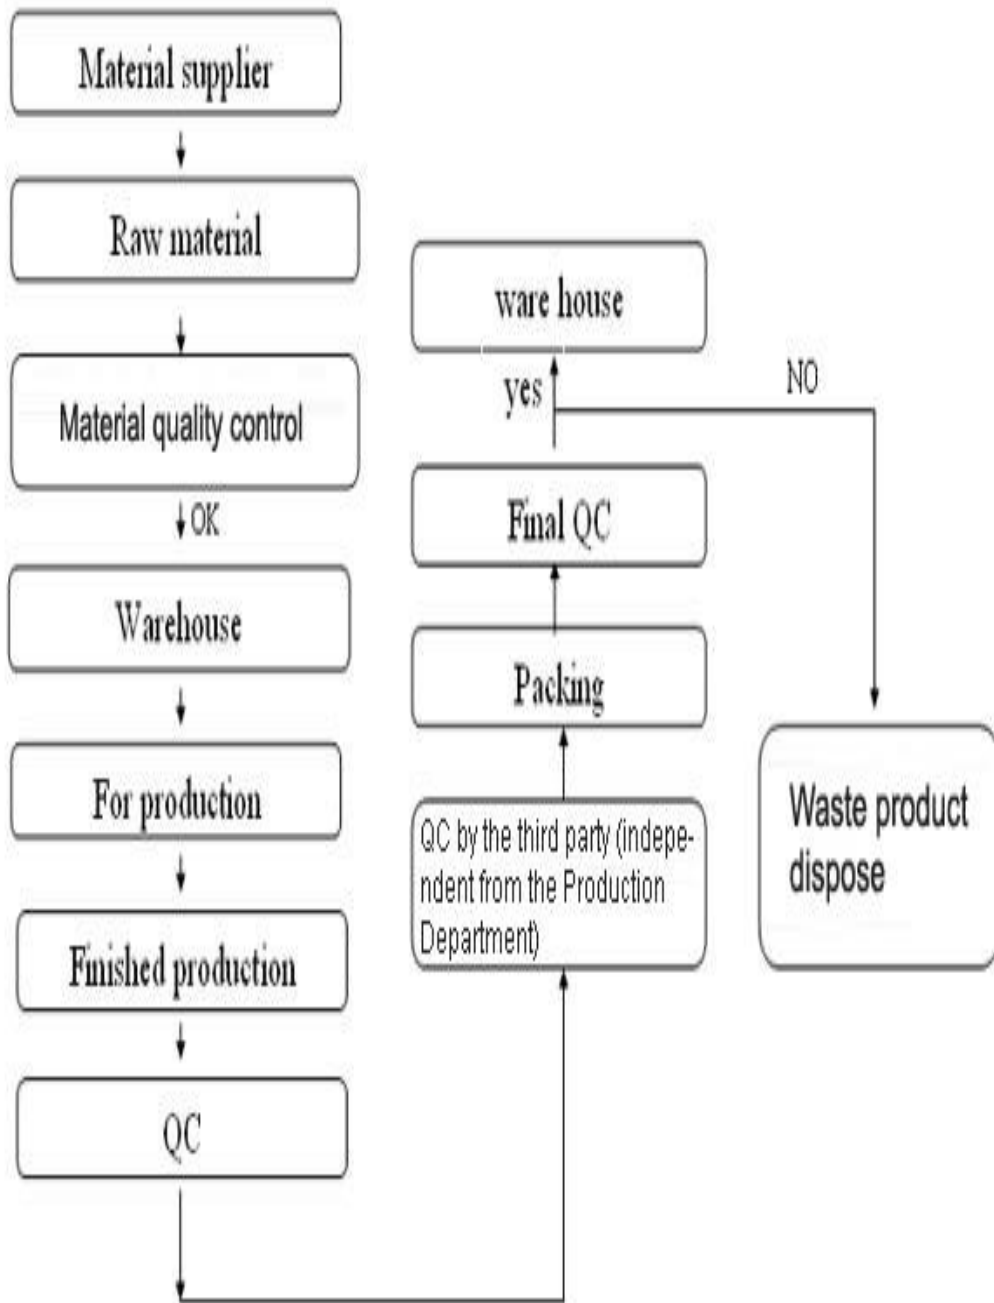 Material supplier
Raw material
Material quality control
OK
Warehouse
For production
Finished production
QC
QC by the third party (indepe-
ndent from the Production
Department)
Packing
Final QC
yes
NO
ware house
Waste product
dispose